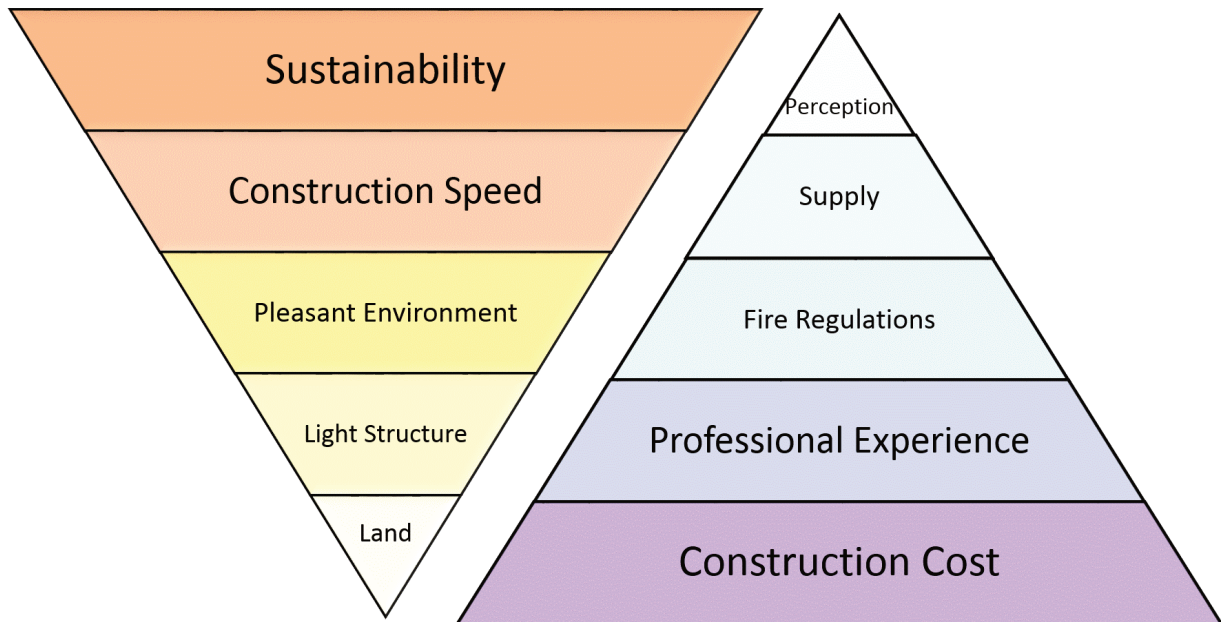 Sustainability
Construction Speed
Pleasant Environment
Light Structure
Land
Perception
Supply
Fire Regulations
Professional Experience
Construction Cost